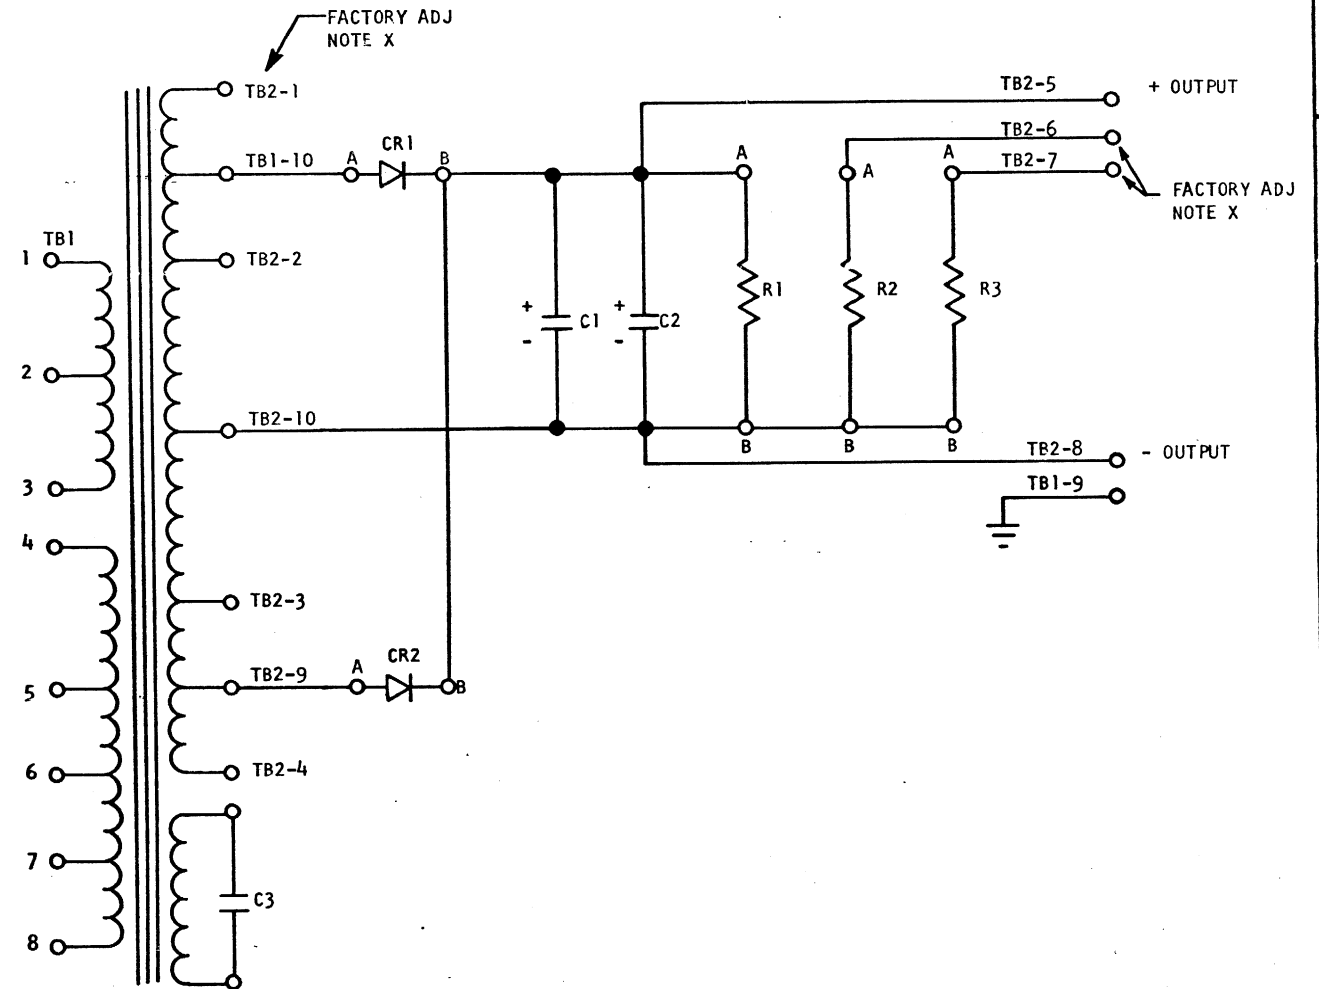 FACTORY ADJ
NOTE X
TB2-1
TB2-5
+ OUTPUT
TB2-6
TB2-7
FACTORY ADJ
NOTE X
TB1-10
A
CR1
B
A
A
A
TB1
1
TB2-2
2
+
-
C1
+
-
C2
R1
R2
R3
TB2-10
3
B
B
B
TB2-8
- OUTPUT
TB1-9
4
TB2-3
5
TB2-9
A
CR2
B
6
TB2-4
7
C3
8